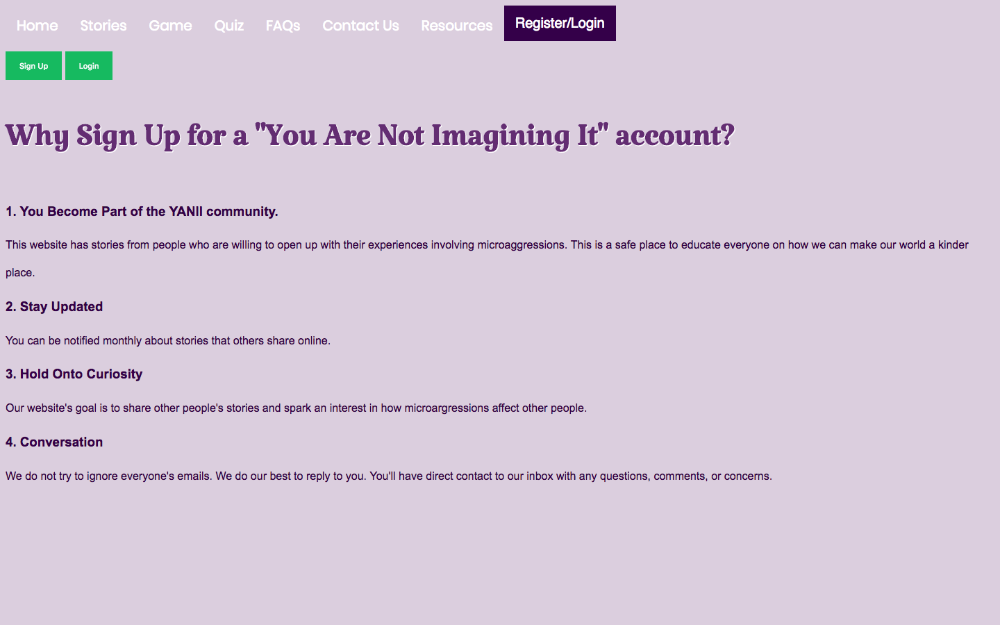 Home Stories Game Quiz FAQs Contact Us Resources Register/Login
Sign Up Login
Why Sign Up for a "You Are Not Imagining It" account?
1. You Become Part of the YANII community.
This website has stories from people who are willing to open up with their experiences involving microaggressions. This is a safe place to educate everyone on how we can make our world a kinder
place.
2. Stay Updated
You can be notified monthly about stories that others share online.
3. Hold Onto Curiosity
Our website's goal is to share other people's stories and spark an interest in how microargressions affect other people.
4. Conversation
We do not try to ignore everyone's emails. We do our best to reply to you. You'll have direct contact to our inbox with any questions, comments, or concerns.